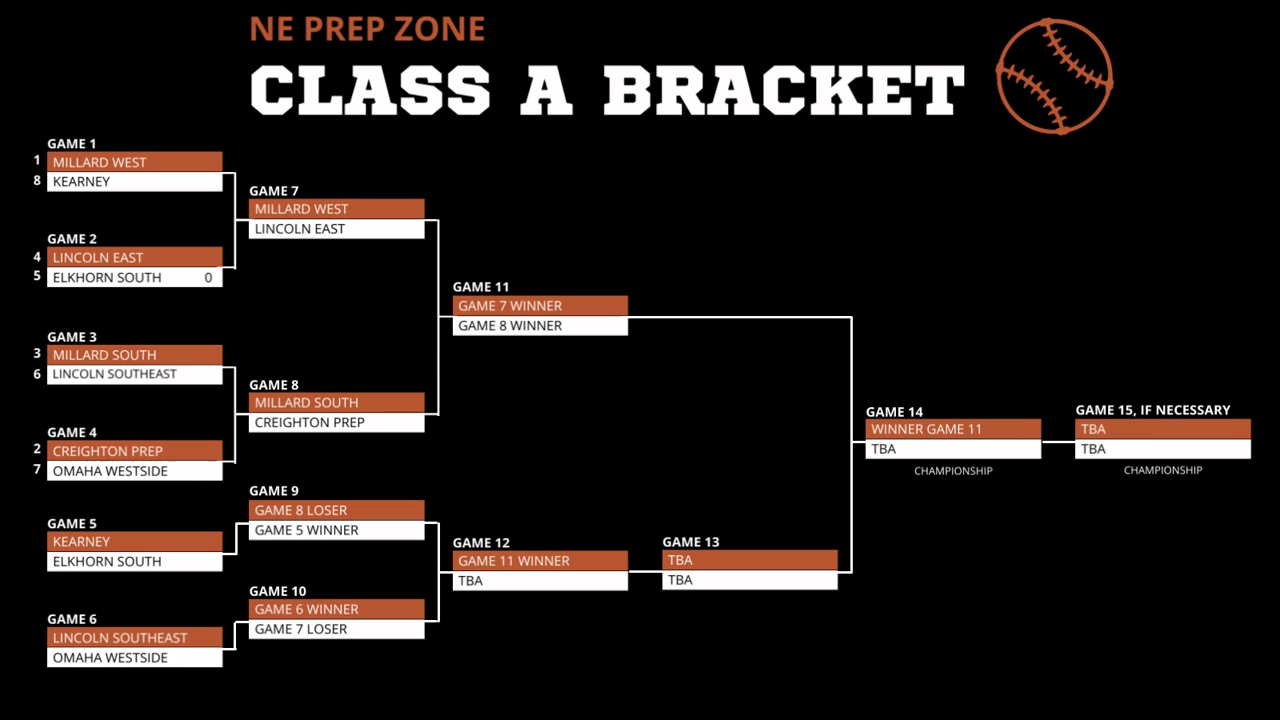 NE PREP ZONE
CLASS A BRACKET
GAME 1
1 MILLARD WEST
8 KEARNEY
GAME 2
4 LINCOLN EAST
5 ELKHORN SOUTH 0
GAME 3
3 MILLARD SOUTH
6 LINCOLN SOUTHEAST
GAME 4
2 CREIGHTON PREP
7 OMAHA WESTSIDE
GAME 5
KEARNEY
ELKHORN SOUTH
GAME 6
LINCOLN SOUTHEAST
OMAHA WESTSIDE
GAME 7
MILLARD WEST
LINCOLN EAST
GAME 8
MILLARD SOUTH
CREIGHTON PREP
GAME 9
GAME 8 LOSER
GAME 5 WINNER
GAME 10
GAME 6 WINNER
GAME 7 LOSER
GAME 11
GAME 7 WINNER
GAME 8 WINNER
GAME 12
GAME 11 WINNER
TBA
GAME 13
TBA
TBA
GAME 14
WINNER GAME 11
TBA
CHAMPIONSHIP
GAME 15, IF NECESSARY
TBA
TBA
CHAMPIONSHIP